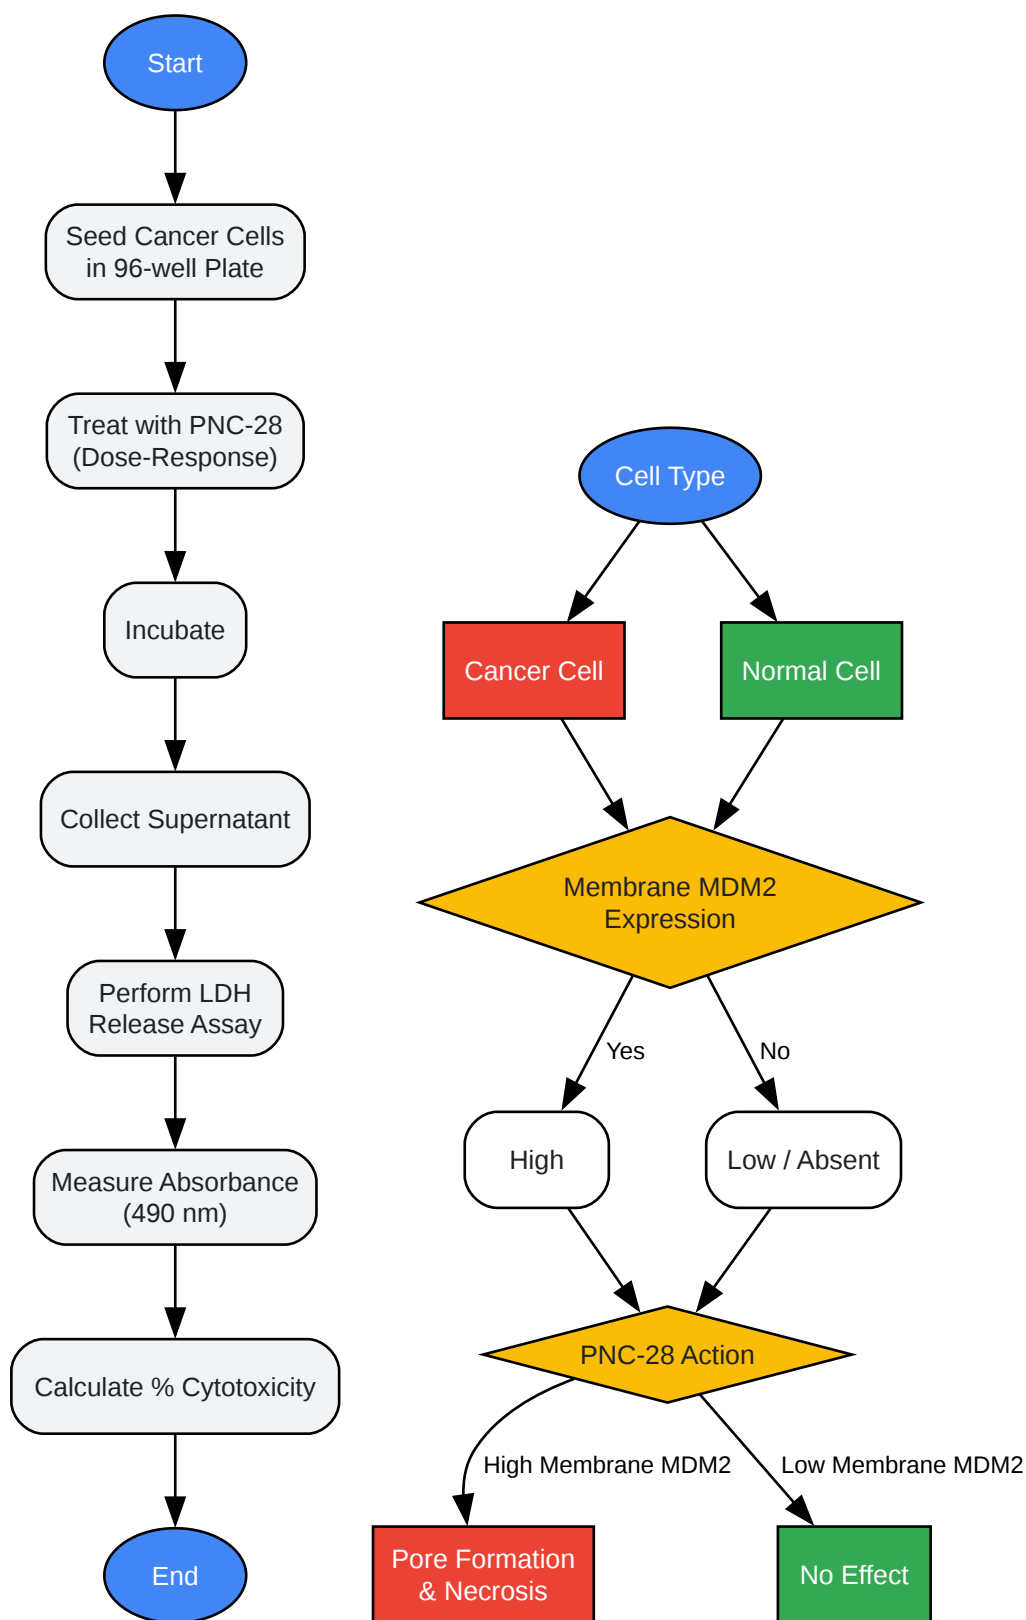 Start
Seed Cancer Cells
in 96-well Plate
Treat with PNC-28
(Dose-Response)
Incubate
Collect Supernatant
Perform LDH
Release Assay
Measure Absorbance
(490 nm)
Calculate % Cytotoxicity
End
Cell Type
Cancer Cell
Normal Cell
Membrane MDM2
Expression
Yes
No
High
Low / Absent
PNC-28 Action
High Membrane MDM2
Low Membrane MDM2
Pore Formation
& Necrosis
No Effect